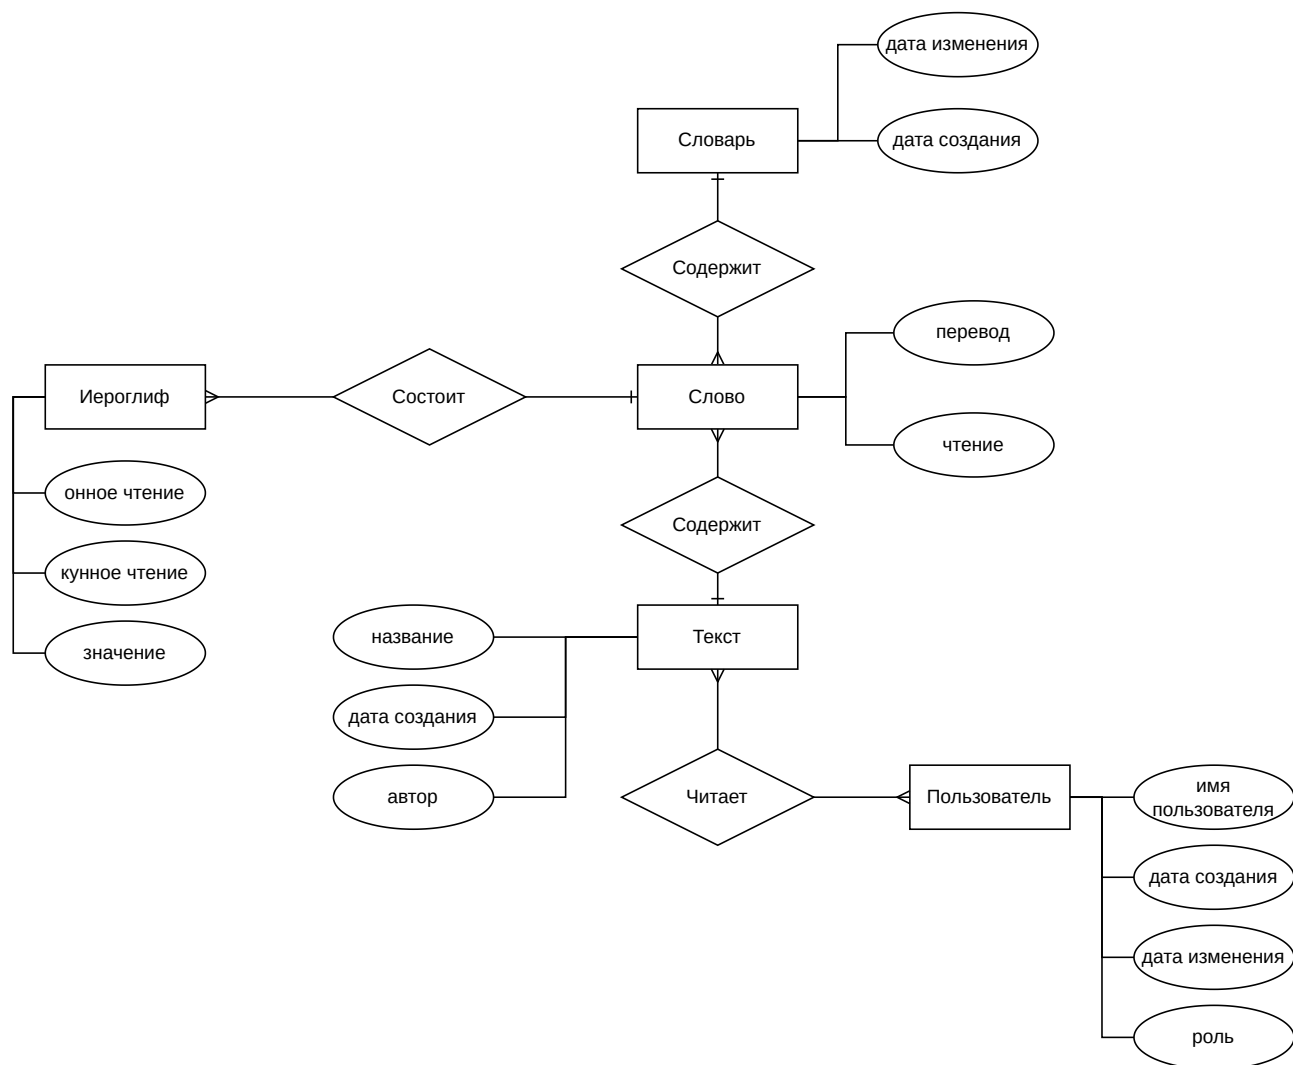 дата изменения
Словарь
дата создания
Содержит
перевод
Иероглиф
Состоит
Слово
чтение
онное чтение
Содержит
кунное чтение
значение
название
Текст
дата создания
автор
Читает
Пользователь
имя
пользователя
дата создания
дата изменения
роль